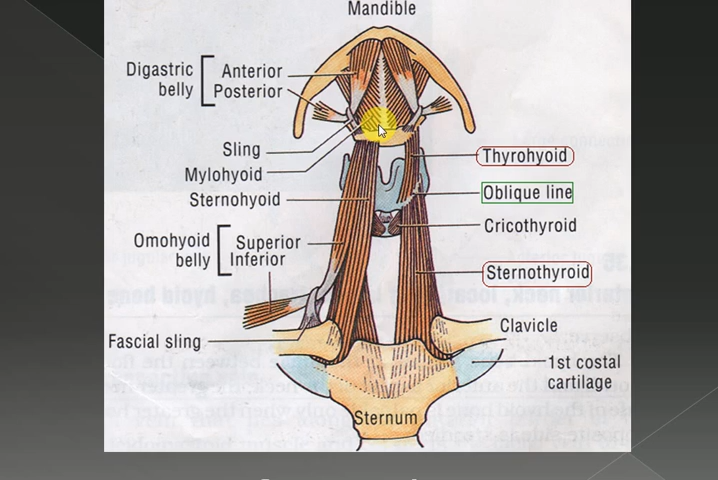 Mandible
Digastric belly
Anterior
Posterior
Sling
Mylohyoid
Sternohyoid
Omohyoid belly
Superior
Inferior
Fascial sling
Thyrohyoid
Oblique line
Cricothyroid
Sternothyroid
Clavicle
1st costal
cartilage
Sternum